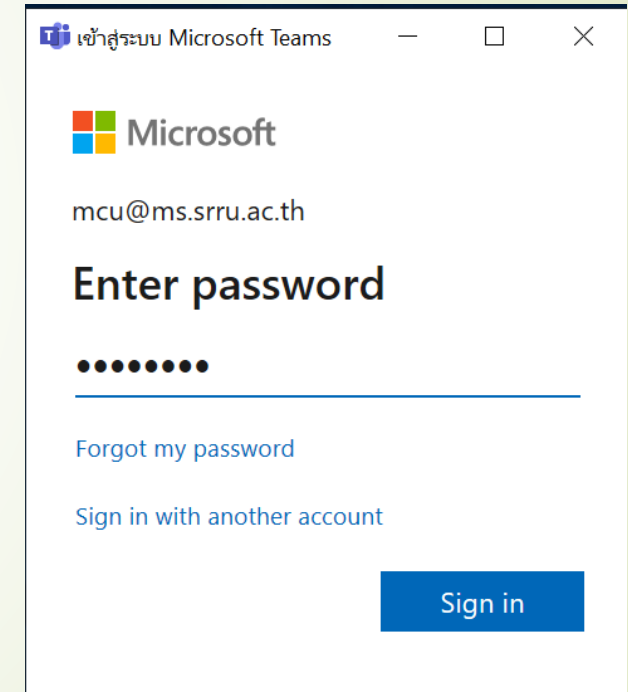 เข้าสู่ระบบ Microsoft Teams
Microsoft
mcu@ms.srru.ac.th
Enter password
••••••••
Forgot my password
Sign in with another account
Sign in